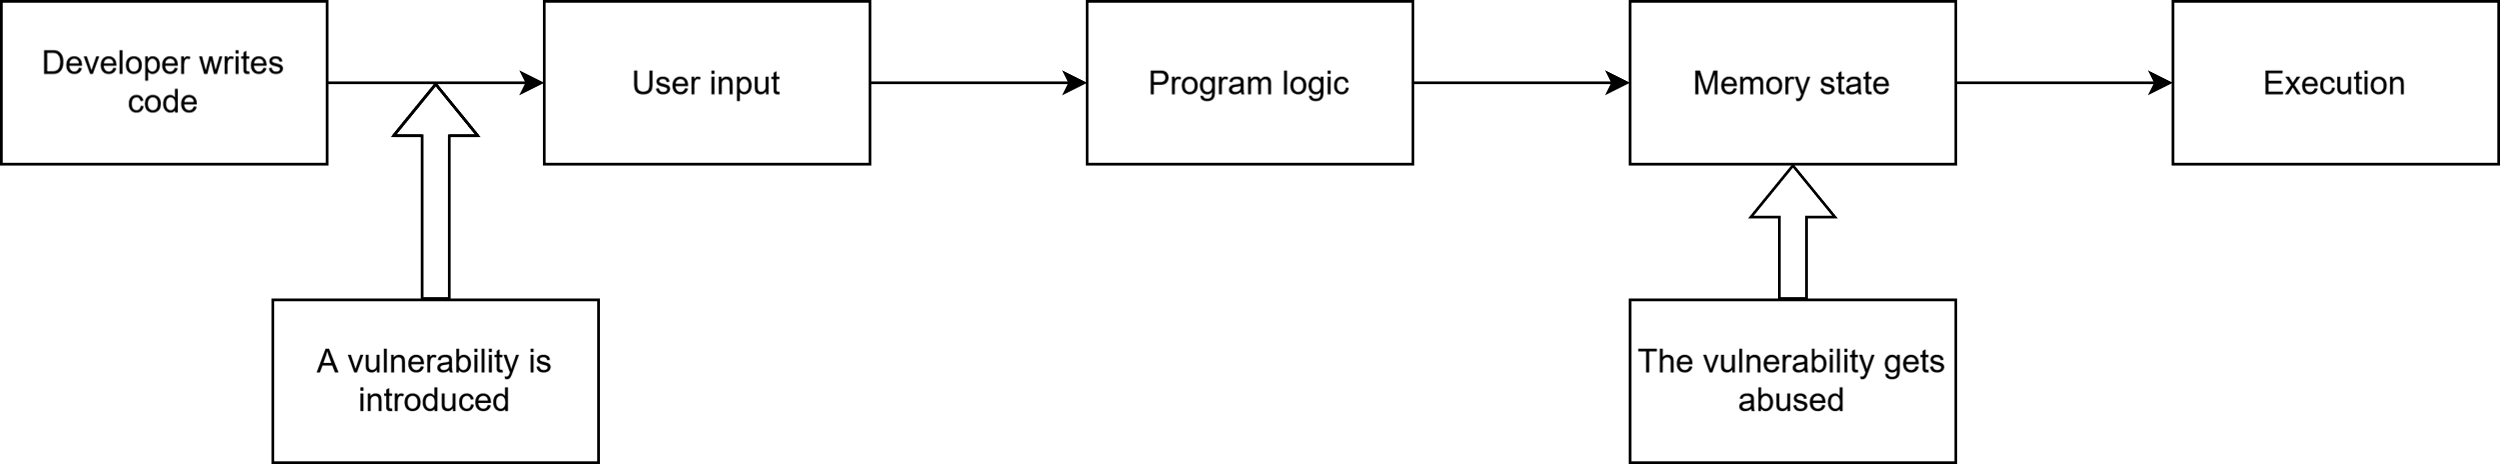 Developer writes
code
User input
Program logic
Memory state
Execution
A vulnerability is
introduced
The vulnerability gets
abused